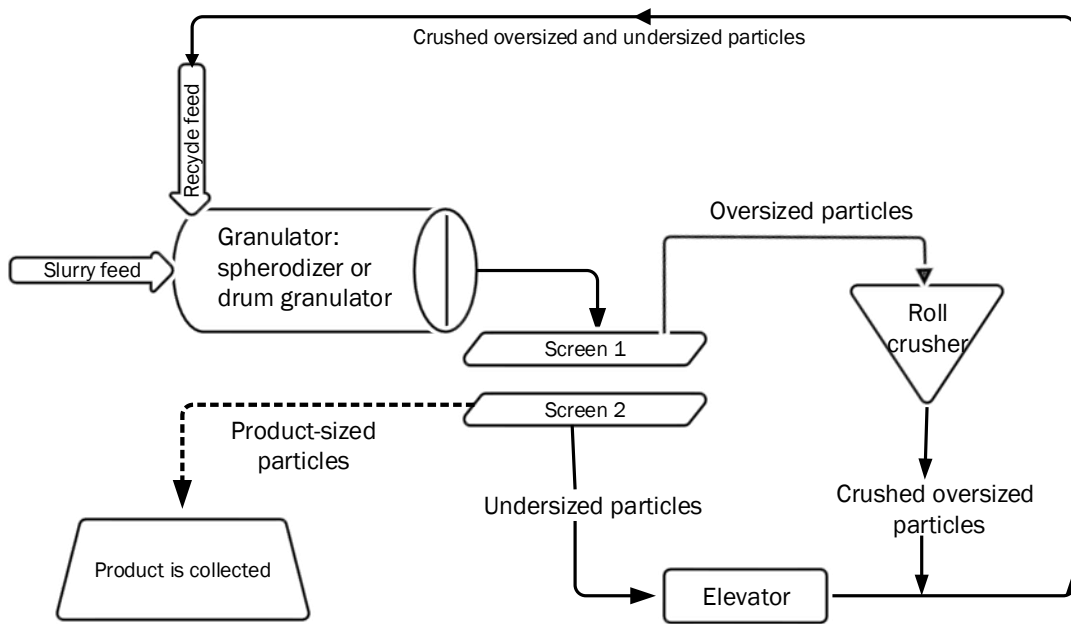 Crushed oversized and undersized particles
Recycle feed
Slurry feed
Granulator:
spherodizer or
drum granulator
Oversized particles
Roll
crusher
Screen 1
Screen 2
Product-sized
particles
Undersized particles
Crushed oversized
particles
Product is collected
Elevator